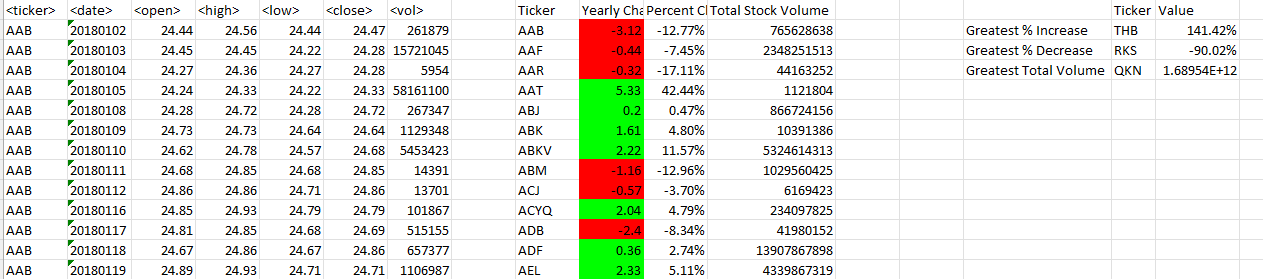 <ticker> <date> <open> <high> <low> <close> <vol> Ticker Yearly Cha Percent Cl Total Stock Volume Ticker Value
AAB 20180102 24.44 24.56 24.44 24.47 261879 AAB -3.12 -12.77% 765628638 Greatest % Increase THB 141.42%
AAB 20180103 24.45 24.45 24.22 24.28 15721045 AAF -0.44 -7.45% 2348251513 Greatest % Decrease RKS -90.02%
AAB 20180104 24.27 24.36 24.27 24.28 5954 AAR -0.32 -17.11% 44163252 Greatest Total Volume QKN 1.68954E+12
AAB 20180105 24.24 24.33 24.22 24.33 58161100 AAT 5.33 42.44% 1121804
AAB 20180108 24.28 24.72 24.28 24.72 267347 ABJ 0.2 0.47% 866724156
AAB 20180109 24.73 24.73 24.64 24.64 1129348 ABK 1.61 4.80% 10391386
AAB 20180110 24.62 24.78 24.57 24.68 5453423 ABKV 2.22 11.57% 5324614313
AAB 20180111 24.68 24.85 24.68 24.85 14391 ABM -1.16 -12.96% 1029560425
AAB 20180112 24.86 24.86 24.71 24.86 13701 ACJ -0.57 -3.70% 6169423
AAB 20180116 24.85 24.93 24.79 24.79 101867 ACYQ 2.04 4.79% 234097825
AAB 20180117 24.81 24.85 24.68 24.69 515155 ADB -2.4 -8.34% 41980152
AAB 20180118 24.67 24.86 24.67 24.86 657377 ADF 0.36 2.74% 13907867898
AAB 20180119 24.89 24.93 24.71 24.71 1106987 AEL 2.33 5.11% 4339867319